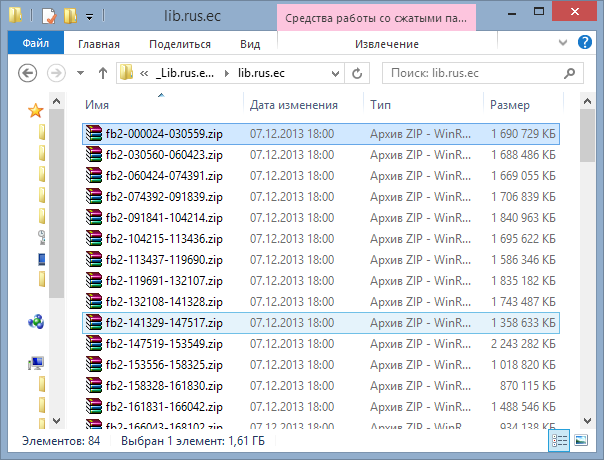 lib.rus.ec
Средства работы со сжатыми па...
Файл Главная Поделиться Вид Извлечение
« _Lib.rus.e... lib.rus.ec Поиск: lib.rus.ec
Имя Дата изменения Тип Размер
fb2-000024-030559.zip 07.12.2013 18:00 Архив ZIP - WinR... 1 690 729 КБ
fb2-030560-060423.zip 07.12.2013 18:00 Архив ZIP - WinR... 1 688 486 КБ
fb2-060424-074391.zip 07.12.2013 18:00 Архив ZIP - WinR... 1 669 055 КБ
fb2-074392-091839.zip 07.12.2013 18:00 Архив ZIP - WinR... 1 706 839 КБ
fb2-091841-104214.zip 07.12.2013 18:00 Архив ZIP - WinR... 1 840 963 КБ
fb2-104215-113436.zip 07.12.2013 18:00 Архив ZIP - WinR... 1 695 622 КБ
fb2-113437-119690.zip 07.12.2013 18:00 Архив ZIP - WinR... 1 586 346 КБ
fb2-119691-132107.zip 07.12.2013 18:00 Архив ZIP - WinR... 1 835 182 КБ
fb2-132108-141328.zip 07.12.2013 18:00 Архив ZIP - WinR... 1 743 487 КБ
fb2-141329-147517.zip 07.12.2013 18:00 Архив ZIP - WinR... 1 358 633 КБ
fb2-147519-153549.zip 07.12.2013 18:00 Архив ZIP - WinR... 2 243 282 КБ
fb2-153556-158325.zip 07.12.2013 18:00 Архив ZIP - WinR... 1 018 820 КБ
fb2-158328-161830.zip 07.12.2013 18:00 Архив ZIP - WinR... 870 115 КБ
fb2-161831-166042.zip 07.12.2013 18:00 Архив ZIP - WinR... 1 488 546 КБ
fb2-166043-168102.zip 07.12.2013 18:00 Архив ZIP - WinR... 934 138 КБ
Элементов: 84 Выбран 1 элемент: 1,61 ГБ